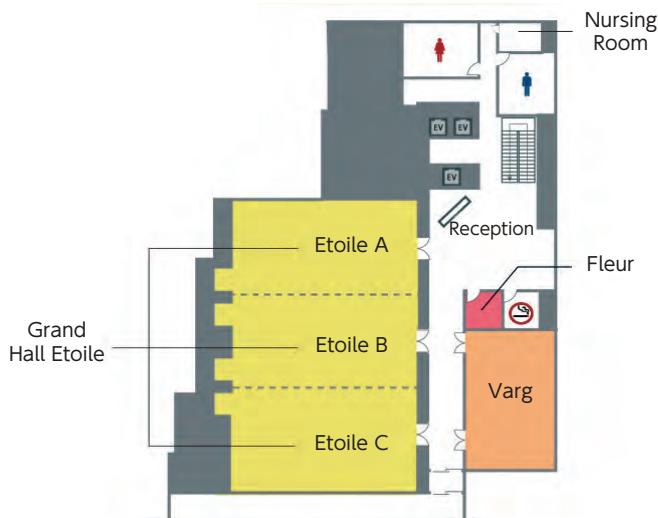 Nursing
Room
EV
EV
EV
Reception
Etoile A
Fleur
Grand
Hall Etoile
Etoile B
Varg
Etoile C